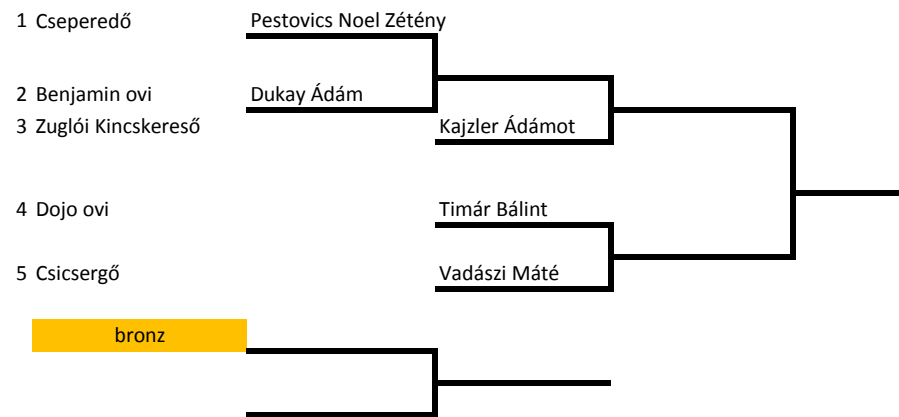 1 Cseperedő Pestovics Noel Zétény
2 Benjamin ovi Dukay Ádám
3 Zuglói Kincskereső Kajzler Ádámot
4 Dojo ovi Timár Bálint
5 Csicsergő Vadászi Máté
bronz